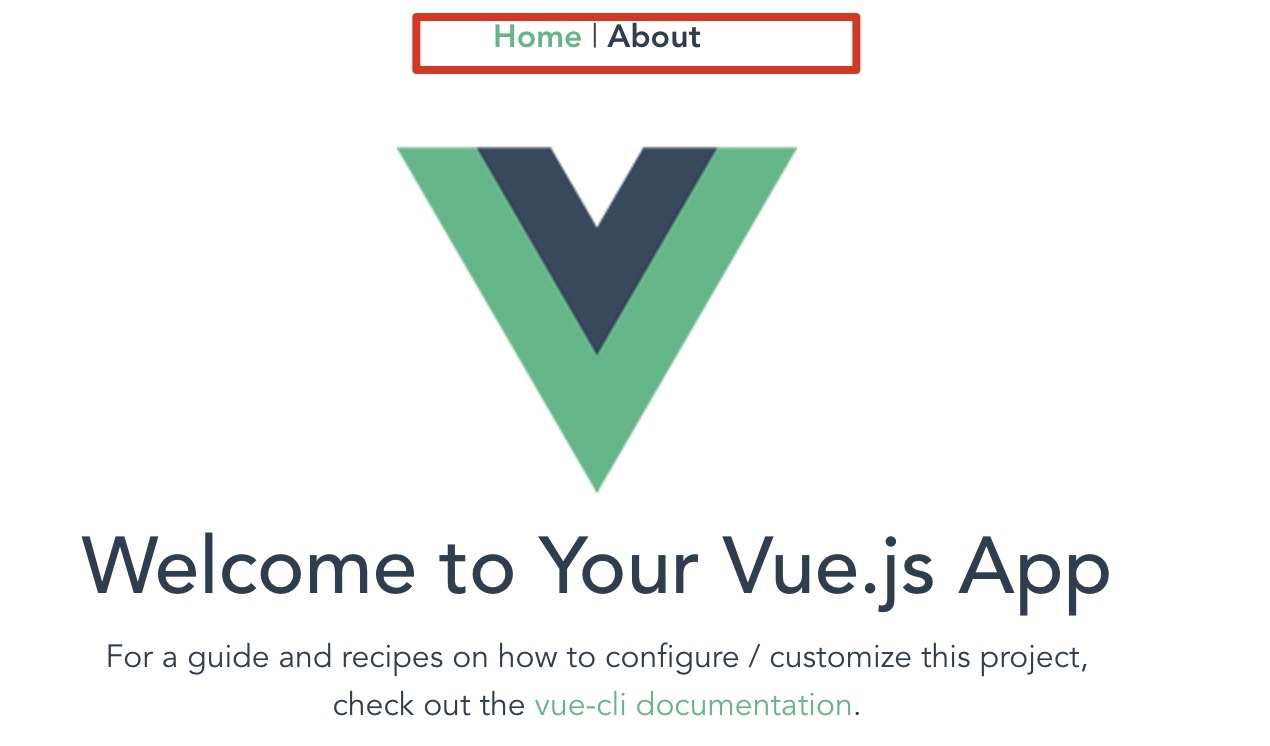 Home | About
Welcome to Your Vue.js App
For a guide and recipes on how to configure / customize this project,
check out the vue-cli documentation.